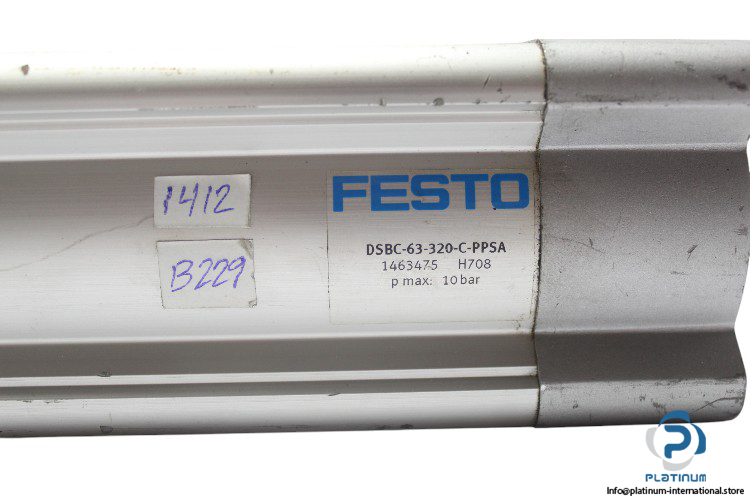 1412
B229
FESTO
DSBC-63-320-C-PPSA
1463475 H708
p max: 10 bar
PLATINUM
Info@platinum-international.store